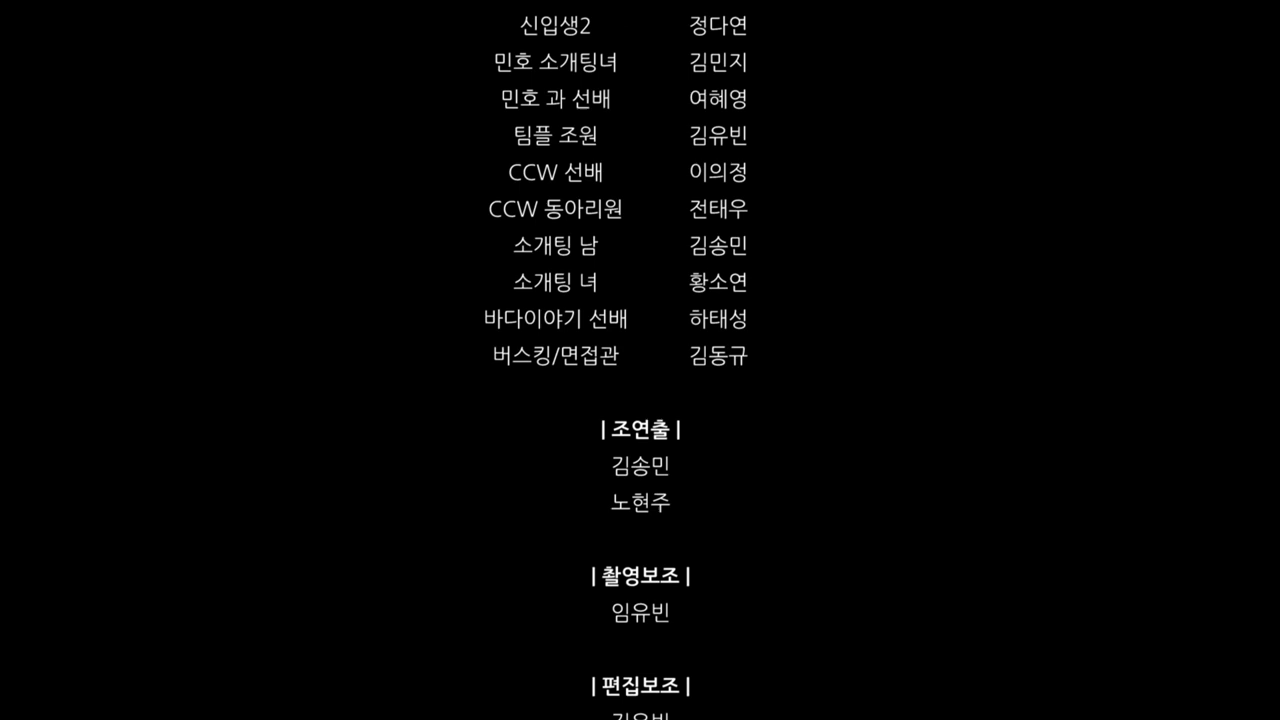 신입생2 정다연
민호 소개팅녀 김민지
민호 과 선배 여혜영
팀플 조원 김유빈
CCW 선배 이의정
CCW 동아리원 전태우
소개팅 남 김송민
소개팅 녀 황소연
바다이야기 선배 하태성
버스킹/면접관 김동규
| 조연출 |
김송민
노현주
| 촬영보조 |
임유빈
| 편집보조 |